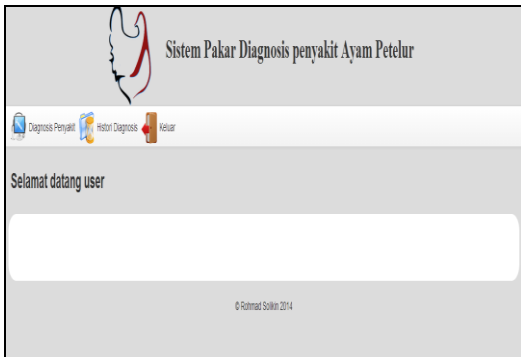 Sistem Pakar Diagnosis penyakit Ayam Petelur
Diagnosis Penyakit Histori Diagnosis Keluar
Selamat datang user
© Rohmad Solikin 2014